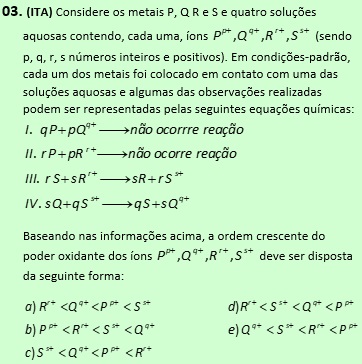 03. (ITA) Considere os metais P, Q R e S e quatro soluções
aquosas contendo, cada uma, íons P^p+, Q^q+, R^r+, S^s+ (sendo
p, q, r, s números inteiros e positivos). Em condições-padrão,
cada um dos metais foi colocado em contato com uma das
soluções aquosas e algumas das observações realizadas
podem ser representadas pelas seguintes equações químicas:
I. qP+pQ^q+ ⟶não ocorrre reação
II. rP+pR^r+⟶não ocorre reação
III. rS+sR^r+⟶sR+rS^s+
IV. sQ+qS^s+⟶qS+sQ^q+
Baseando nas informações acima, a ordem crescente do
poder oxidante dos íons P^p+, Q^q+, R^r+, S^s+ deve ser disposta
da seguinte forma:
a) R^r+ <Q^q+ <P^p+ < S^s+ d) R^r+ < S^s+ < Q^q+ < P^p+
b) P^p+ < R^r+ < S^s+ < Q^q+ e) Q^q+ < S^s+ < R^r+ < P^p+
c) S^s+ < Q^q+ < P^p+ < R^r+